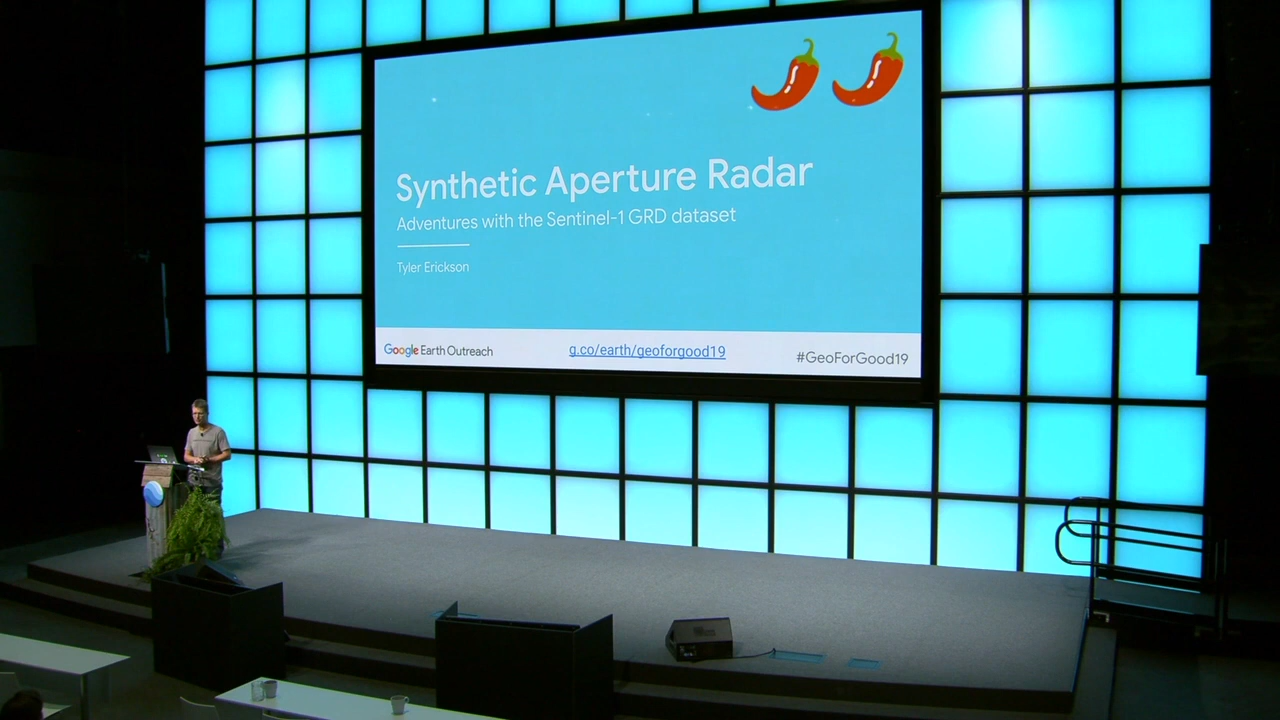 Synthetic Aperture Radar
Adventures with the Sentinel-1 GRD dataset
Tyler Erickson
Google Earth Outreach
g.co/earth/geoforgood19
#GeoForGood19